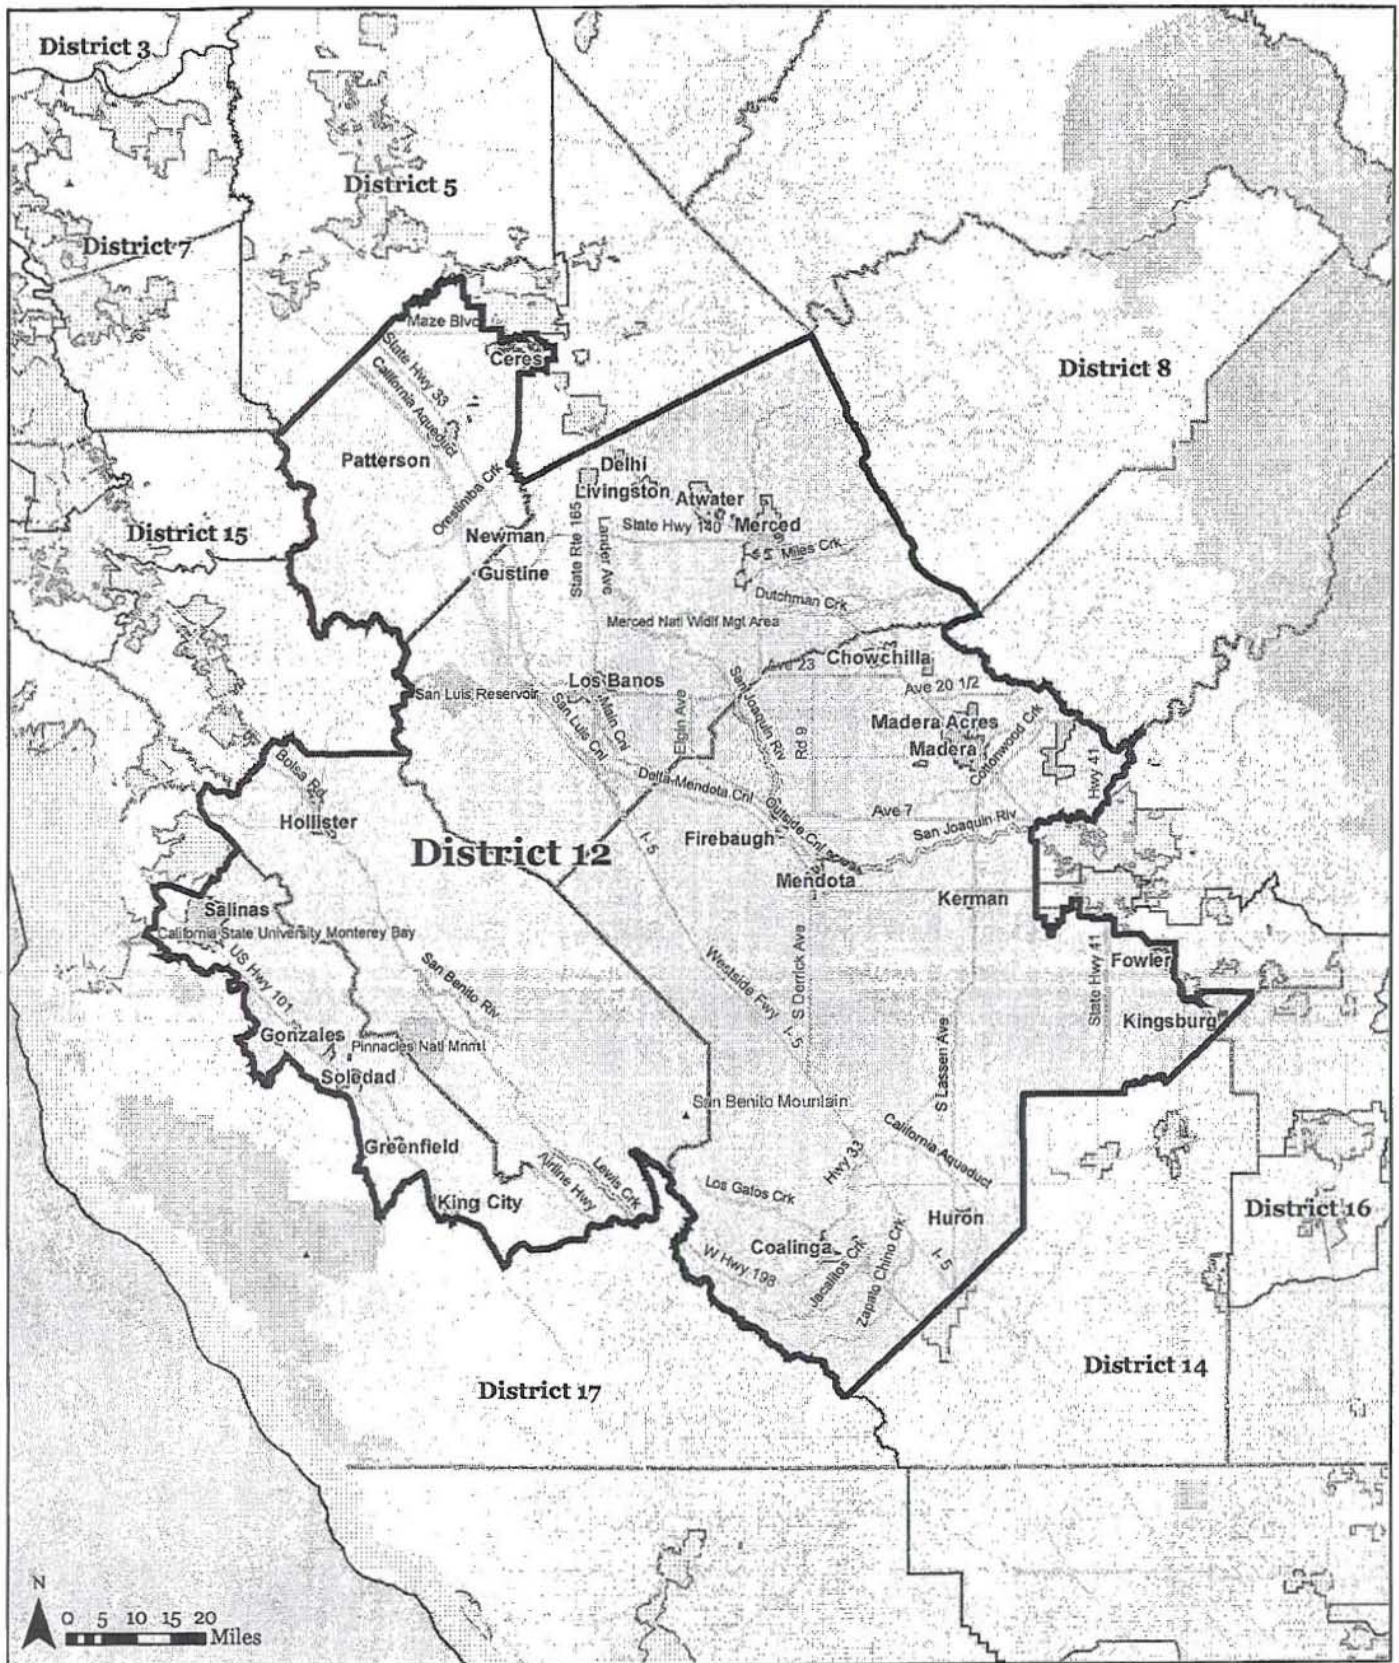 District 3
District 5
District 7
District 8
Maze Blvd
Ceres
State Hwy 33
California Aqueduct
Patterson
Orestimba Crk
Delhi
Livingston
Atwater
State Hwy 140
Merced
Miles Crk
District 15
Newman
Gustine
State Rte 165
Lander Ave
Dutchman Crk
Merced Natl Widlf Mgt Area
Chowchilla
Ave 23
Ave 20 1/2
Los Banos
San Luis Reservoir
San Luis Cnl
Main Cnl
Elgin Ave
San Joaquin Riv
Rd 9
Madera Acres
Madera
Cottonwood Crk
Hwy 41
Bolsa Rd
Hollister
Delta-Mendota Cnl
Outside Cnl
Ave 7
San Joaquin Riv
Firebaugh
I- 5
District 12
Mendota
Kerman
Salinas
California State University Monterey Bay
US Hwy 101
San Benito Riv
Westside Fwy
I- 5
S Derrick Ave
State Hwy 41
Fowler
Kingsburg
Gonzales
Pinnacles Natl Mnmt
Soledad
S Lassen Ave
San Benito Mountain
Greenfield
California Aqueduct
Hwy 33
Lewis Crk
Airline Hwy
King City
Los Gatos Crk
Huron
District 16
Coalinga
W Hwy 198
Jacalitos Crk
Zapato Chino Crk
I- 5
District 17
District 14
N
0 5 10 15 20
Miles